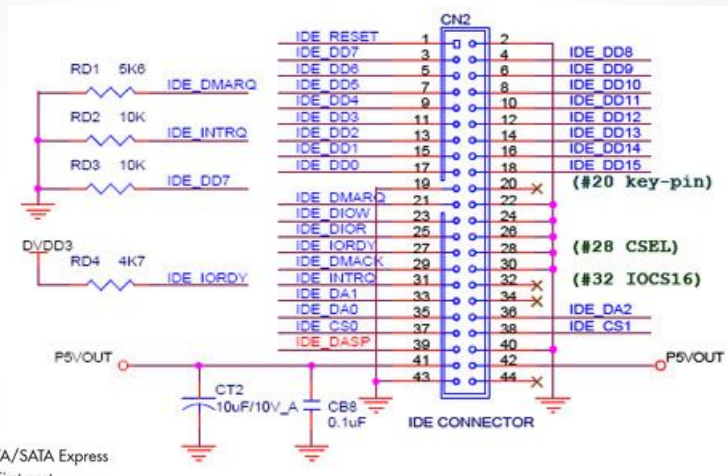 CN2
RD1 5K6
IDE_DMARQ
RD2 10K
IDE_INTRQ
RD3 10K
IDE_DD7
DVDD3
RD4 4K7
IDE_IORDY
IDE_RESET 1 2
IDE_DD7 3 4 IDE_DD8
IDE_DD6 5 6 IDE_DD9
IDE_DD5 7 8 IDE_DD10
IDE_DD4 9 10 IDE_DD11
IDE_DD3 11 12 IDE_DD12
IDE_DD2 13 14 IDE_DD13
IDE_DD1 15 16 IDE_DD14
IDE_DD0 17 18 IDE_DD15
19 20 (#20 key-pin)
IDE_DMARQ 21 22
IDE_DIOW 23 24
IDE_DIOR 25 26
IDE_IORDY 27 28 (#28 CSEL)
IDE_DMACK 29 30
IDE_INTRQ 31 32 (#32 IOCS16)
IDE_DA1 33 34
IDE_DA0 35 36 IDE_DA2
IDE_CS0 37 38 IDE_CS1
IDE_DASP 39 40
P5VOUT 41 42 P5VOUT
43 44
CT2
10uF/10V_A
CB8
0.1uF
IDE CONNECTOR
A/SATA Express